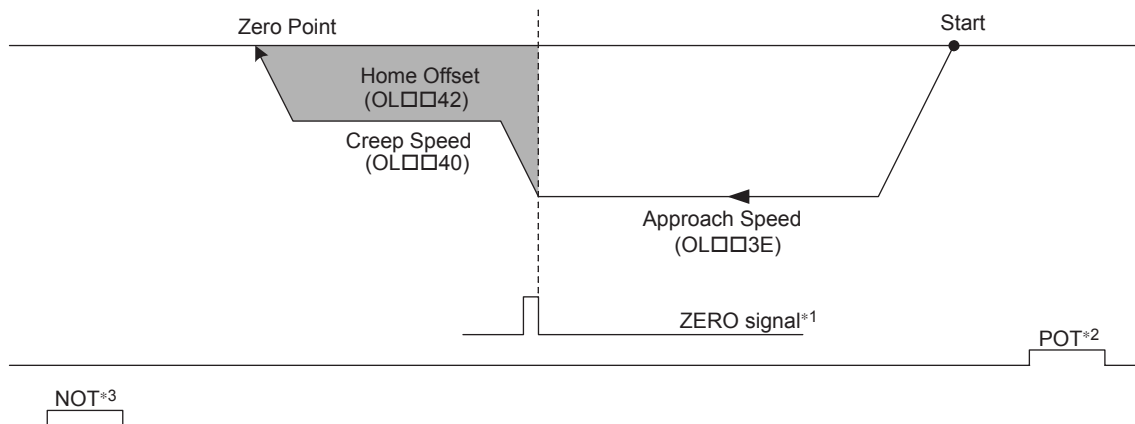 Zero Point
Start
Home Offset
(OL□□42)
Creep Speed
(OL□□40)
Approach Speed
(OL□□3E)
ZERO signal*1
POT*2
NOT*3